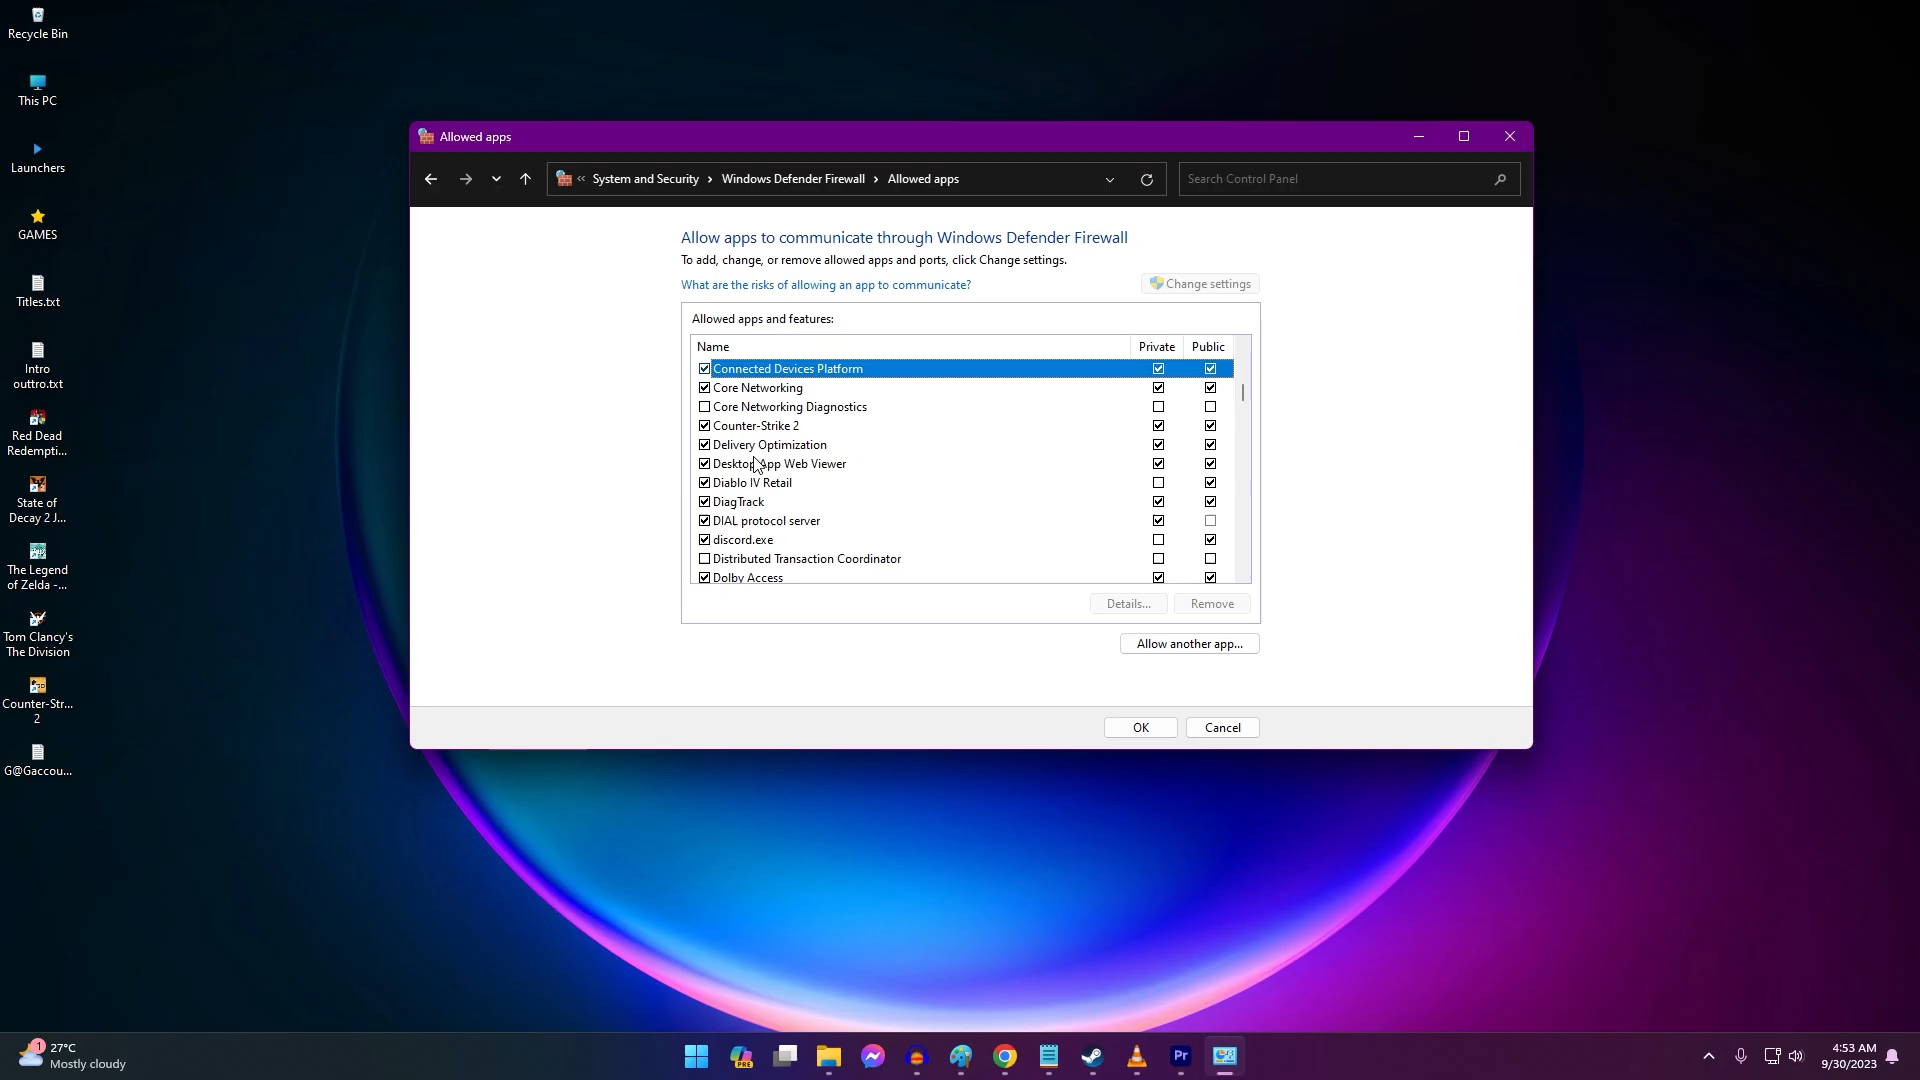 Recycle Bin
This PC
Launchers
GAMES
Titles.txt
Intro
outtro.txt
Red Dead
Redempti...
State of
Decay 2 J...
The Legend
of Zelda -...
Tom Clancy's
The Division
Counter-Str...
2
G@Gaccou...
Allowed apps
« System and Security › Windows Defender Firewall › Allowed apps
Search Control Panel
Allow apps to communicate through Windows Defender Firewall
To add, change, or remove allowed apps and ports, click Change settings.
What are the risks of allowing an app to communicate?
Change settings
Allowed apps and features:
Name Private Public
Connected Devices Platform
Core Networking
Core Networking Diagnostics
Counter-Strike 2
Delivery Optimization
Desktop App Web Viewer
Diablo IV Retail
DiagTrack
DIAL protocol server
discord.exe
Distributed Transaction Coordinator
Dolby Access
Details... Remove
Allow another app...
OK Cancel
1
27°C
Mostly cloudy
PRE
Pr
4:53 AM
9/30/2023